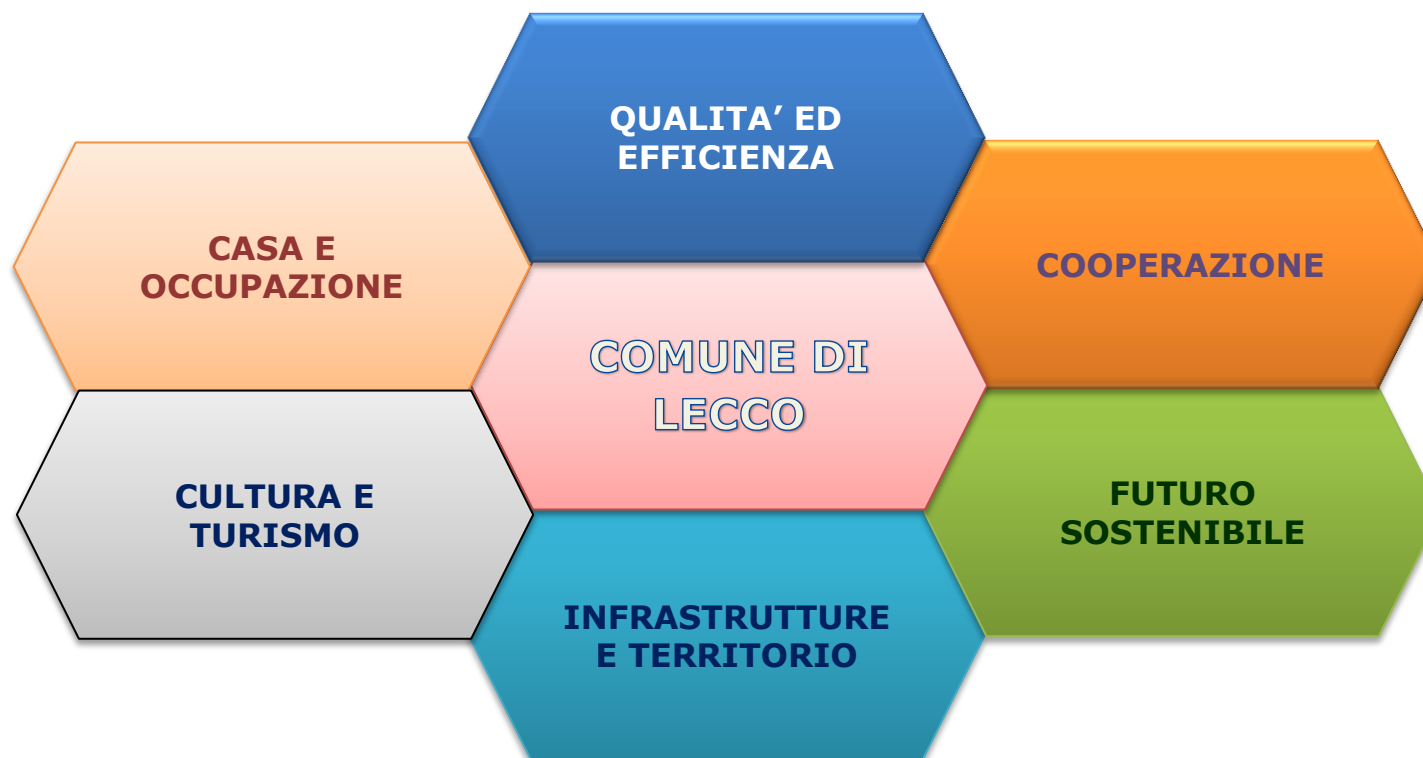 QUALITA’ ED
EFFICIENZA
CASA E
OCCUPAZIONE
COOPERAZIONE
COMUNE DI
LECCO
CULTURA E
TURISMO
FUTURO
SOSTENIBILE
INFRASTRUTTURE
E TERRITORIO